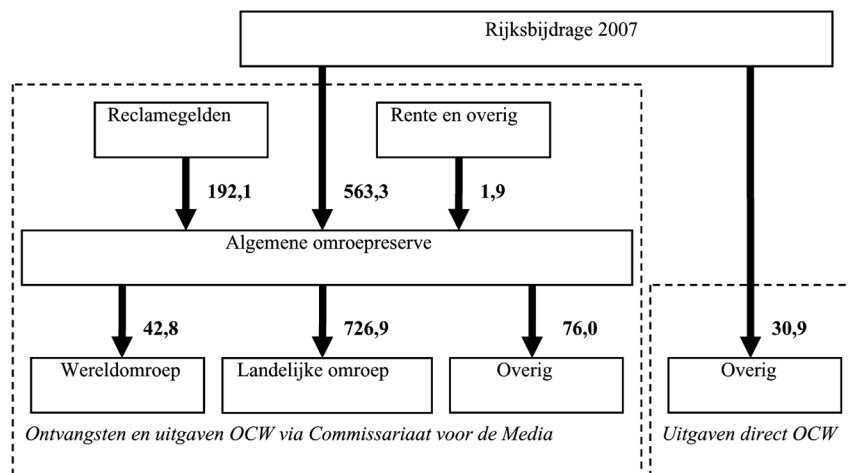 Rijksbijdrage 2007
Reclamegelden
Rente en overig
192,1
563,3
1,9
Algemene omroepreserve
42,8
726,9
76,0
30,9
Wereldomroep
Landelijke omroep
Overig
Overig
Ontvangsten en uitgaven OCW via Commissariaat voor de Media
Uitgaven direct OCW